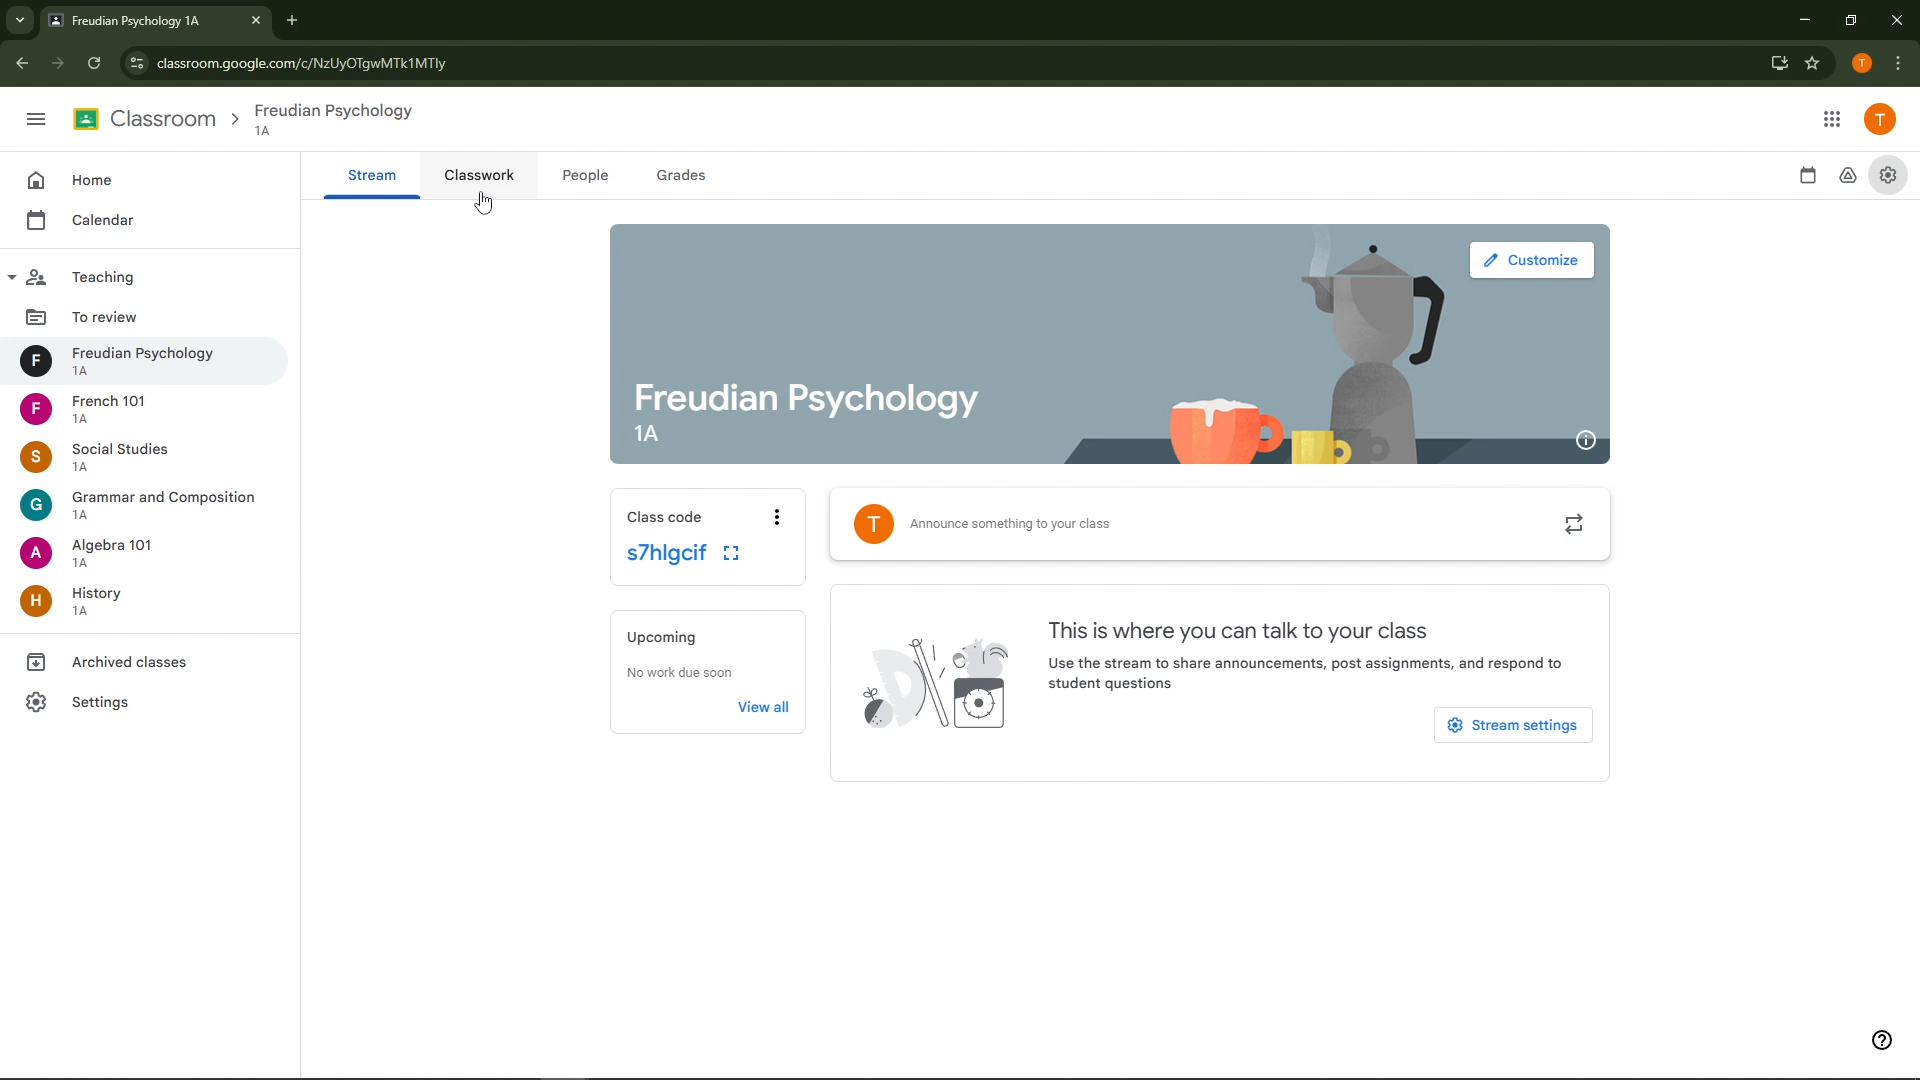 Freudian Psychology 1A
classroom.google.com/c/NzUyOTgwMTk1MTIy
Classroom
Freudian Psychology
1A
T
Home
Calendar
Teaching
To review
F
Freudian Psychology
1A
F
French 101
1A
S
Social Studies
1A
G
Grammar and Composition
1A
A
Algebra 101
1A
H
History
1A
Archived classes
Settings
Stream Classwork People Grades
Customize
Freudian Psychology
1A
Class code
s7hlgcif
Upcoming
No work due soon
View all
T
Announce something to your class
This is where you can talk to your class
Use the stream to share announcements, post assignments, and respond to
student questions
Stream settings